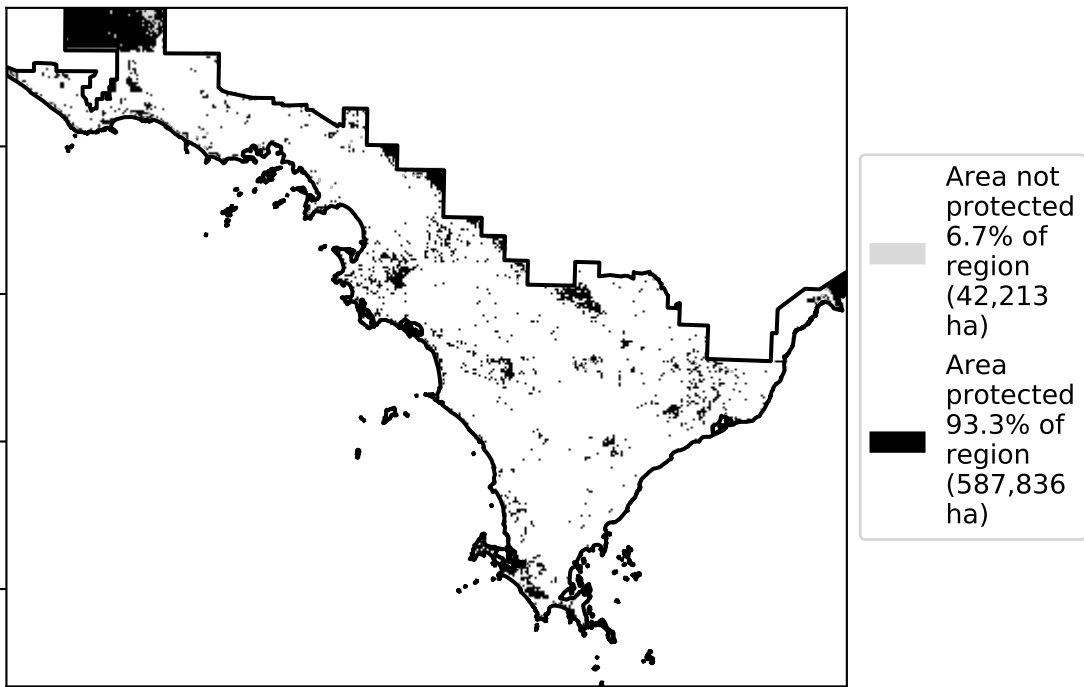 Area not
protected
6.7% of
region
(42,213
ha)
Area
protected
93.3% of
region
(587,836
ha)